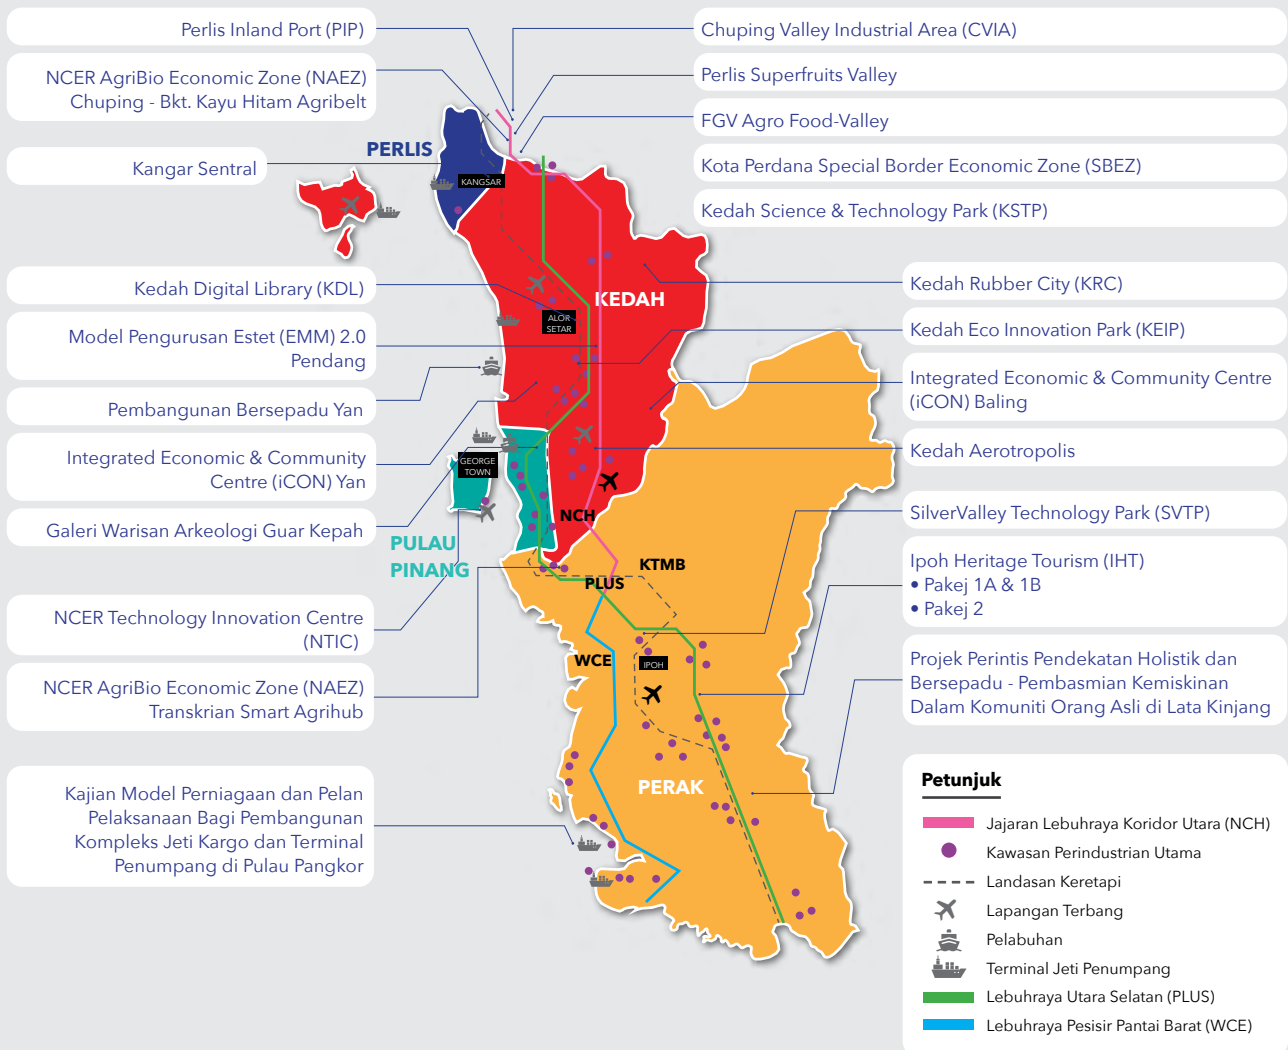 Perlis Inland Port (PIP)
NCER AgriBio Economic Zone (NAEZ)
Chuping - Bkt. Kayu Hitam Agribelt
Kangar Sentral
Kedah Digital Library (KDL)
Model Pengurusan Estet (EMM) 2.0
Pendang
Pembangunan Bersepadu Yan
Integrated Economic & Community
Centre (iCON) Yan
Galeri Warisan Arkeologi Guar Kepah
NCER Technology Innovation Centre
(NTIC)
NCER AgriBio Economic Zone (NAEZ)
Transkrian Smart Agrihub
Kajian Model Perniagaan dan Pelan
Pelaksanaan Bagi Pembangunan
Kompleks Jeti Kargo dan Terminal
Penumpang di Pulau Pangkor
PERLIS
KANGSAR
KEDAH
ALOR
SETAR
GEORGE
TOWN
PULAU
PINANG
NCH
KTMB
PLUS
WCE
IPOH
PERAK
Chuping Valley Industrial Area (CVIA)
Perlis Superfruits Valley
FGV Agro Food-Valley
Kota Perdana Special Border Economic Zone (SBEZ)
Kedah Science & Technology Park (KSTP)
Kedah Rubber City (KRC)
Kedah Eco Innovation Park (KEIP)
Integrated Economic & Community Centre
(iCON) Baling
Kedah Aerotropolis
SilverValley Technology Park (SVTP)
Ipoh Heritage Tourism (IHT)
• Pakej 1A & 1B
• Pakej 2
Projek Perintis Pendekatan Holistik dan
Bersepadu - Pembasmian Kemiskinan
Dalam Komuniti Orang Asli di Lata Kinjang
Petunjuk
Jajaran Lebuhraya Koridor Utara (NCH)
Kawasan Perindustrian Utama
Landasan Keretapi
Lapangan Terbang
Pelabuhan
Terminal Jeti Penumpang
Lebuhraya Utara Selatan (PLUS)
Lebuhraya Pesisir Pantai Barat (WCE)